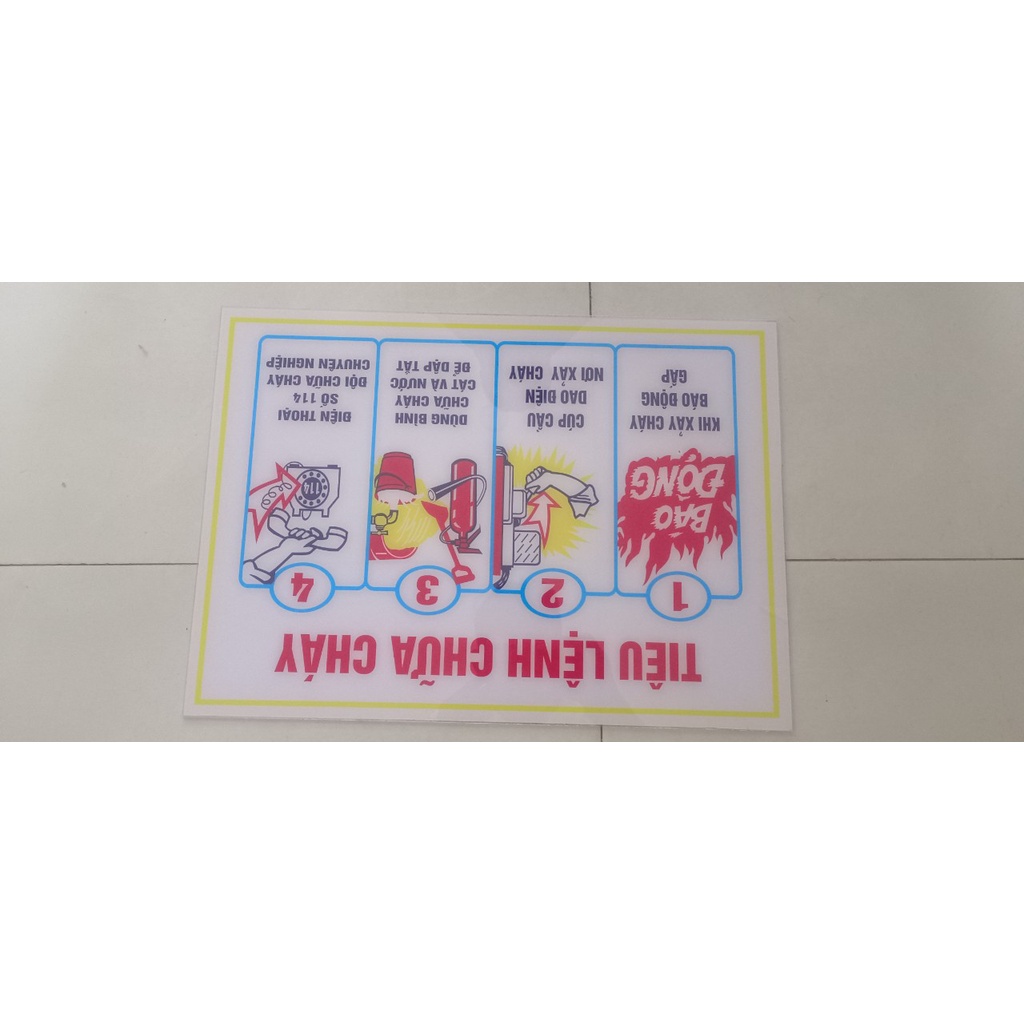 TIÊU LỆNH CHỮA CHÁY
1
BÁO
ĐỘNG
KHI XẢY CHÁY
BÁO ĐỘNG
GẤP
2
CÚP CẦU
DAO ĐIỆN
NƠI XẢY CHÁY
3
DÙNG BÌNH
CHỮA CHÁY
CÁT VÀ NƯỚC
ĐỂ DẬP TẮT
4
114
ĐIỆN THOẠI
SỐ 114
ĐỘI CHỮA CHÁY
CHUYÊN NGHIỆP